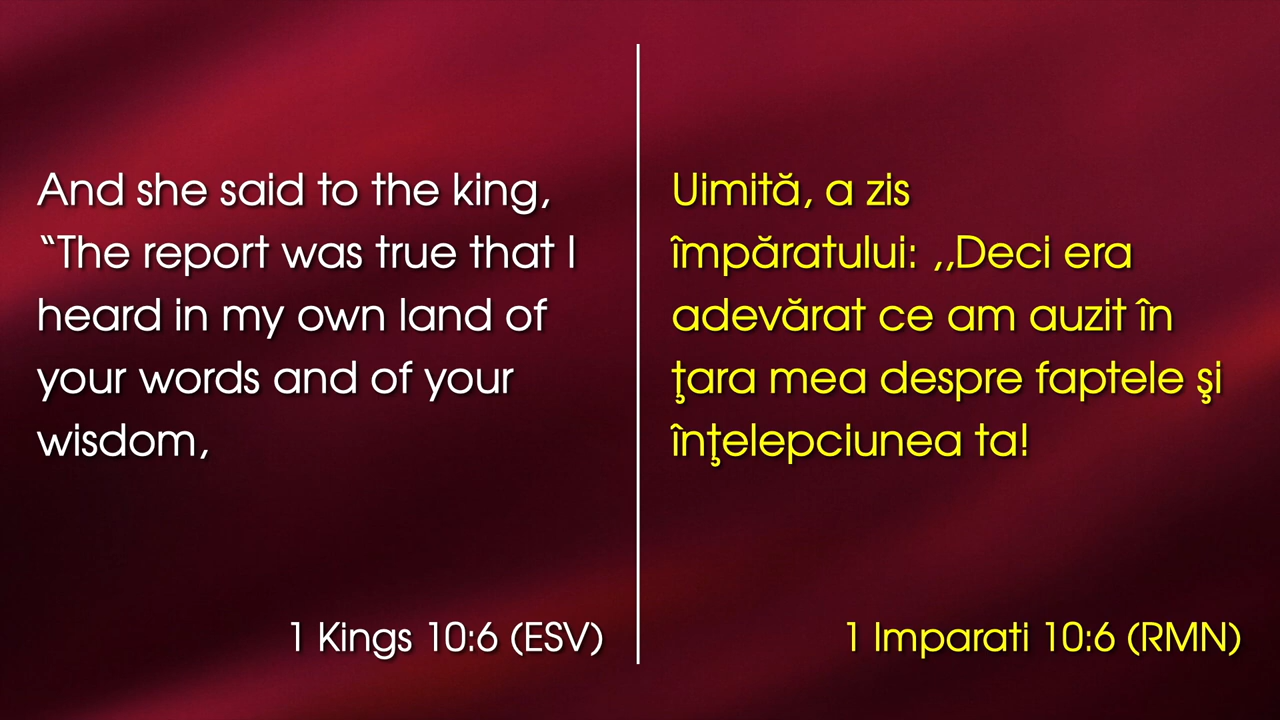 And she said to the king,
“The report was true that I
heard in my own land of
your words and of your
wisdom,
1 Kings 10:6 (ESV)
Uimită, a zis
împăratului: ,,Deci era
adevărat ce am auzit în
ţara mea despre faptele şi
înţelepciunea ta!
1 Imparati 10:6 (RMN)